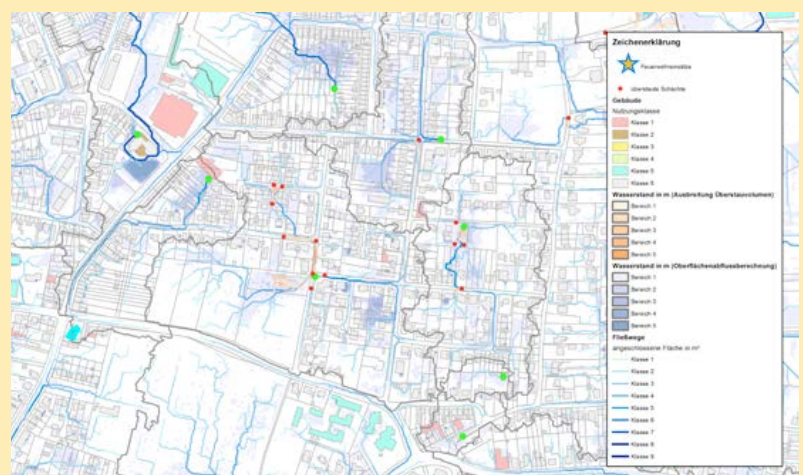 Zeichenerklärung
Feuerwehreinsätze
überstaute Schächte
Gebäude
Nutzungsklasse
Klasse 1
Klasse 2
Klasse 3
Klasse 4
Klasse 5
Klasse 6
Wasserstand in m (Ausbreitung Überstauvolumen)
Bereich 1
Bereich 2
Bereich 3
Bereich 4
Bereich 5
Wasserstand in m (Oberflächenabflussberechnung)
Bereich 1
Bereich 2
Bereich 3
Bereich 4
Bereich 5
Fließwege
angeschlossene Fläche in m²
Klasse 1
Klasse 2
Klasse 3
Klasse 4
Klasse 5
Klasse 6
Klasse 7
Klasse 8
Klasse 9